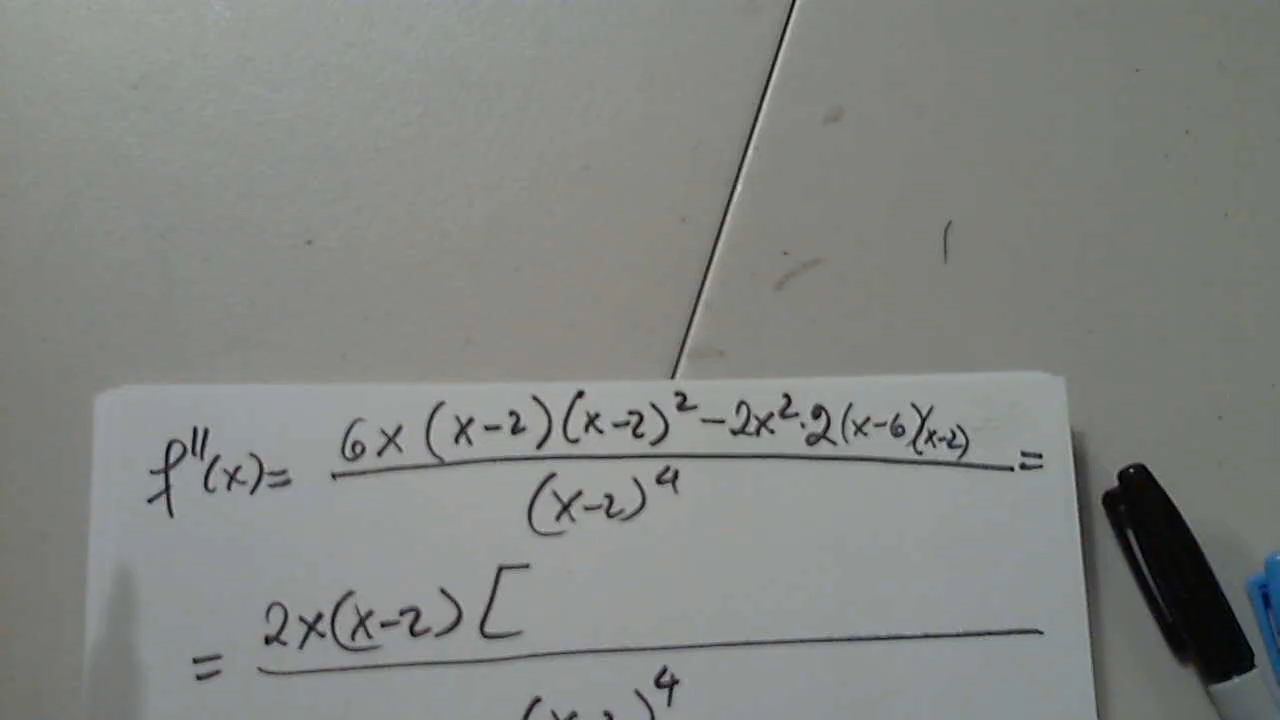 f''(x)= 6x(x-2)(x-2)²-2x²·2(x-6)(x-2) =
(x-2)⁴
= 2x(x-2)[
(x-2)⁴